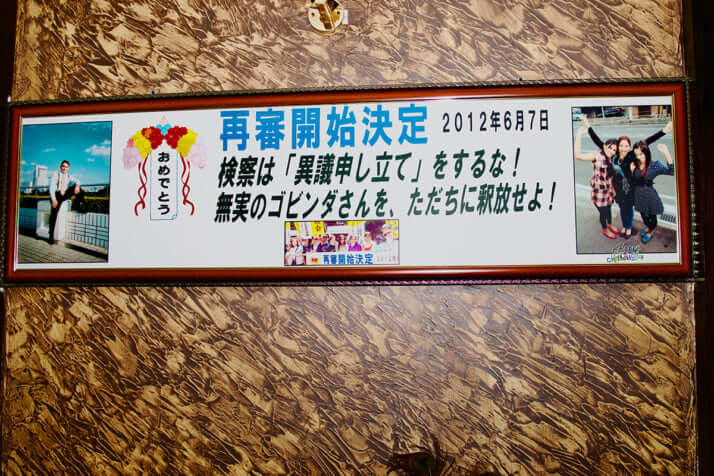 おめでとう
再審開始決定 2012年6月7日
検察は「異議申し立て」をするな！
無実のゴビンダさんを、ただちに釈放せよ！
再審開始決定